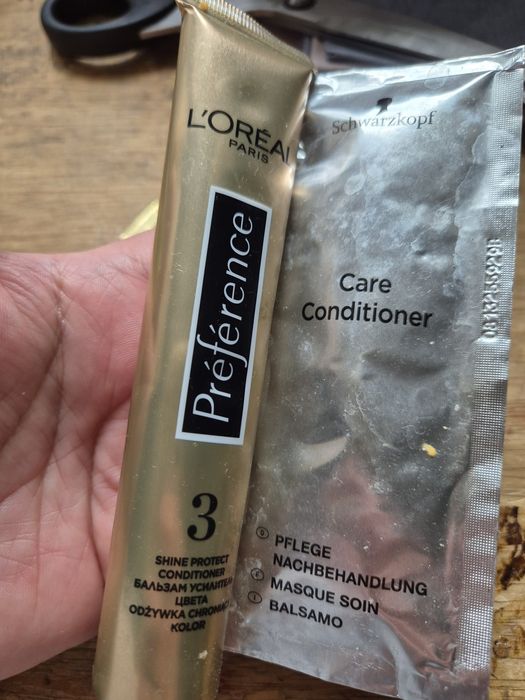 L'ORÉAL
PARIS
Préférence
3
SHINE PROTECT
CONDITIONER
БАЛЬЗАМ УСИЛИТЕЛЬ
ЦВЕТА
ODŻYWKA CHRONIĄCA
KOLOR
Schwarzkopf
Care
Conditioner
D PFLEGE
NACHBEHANDLUNG
F MASQUE SOIN
I BALSAMO